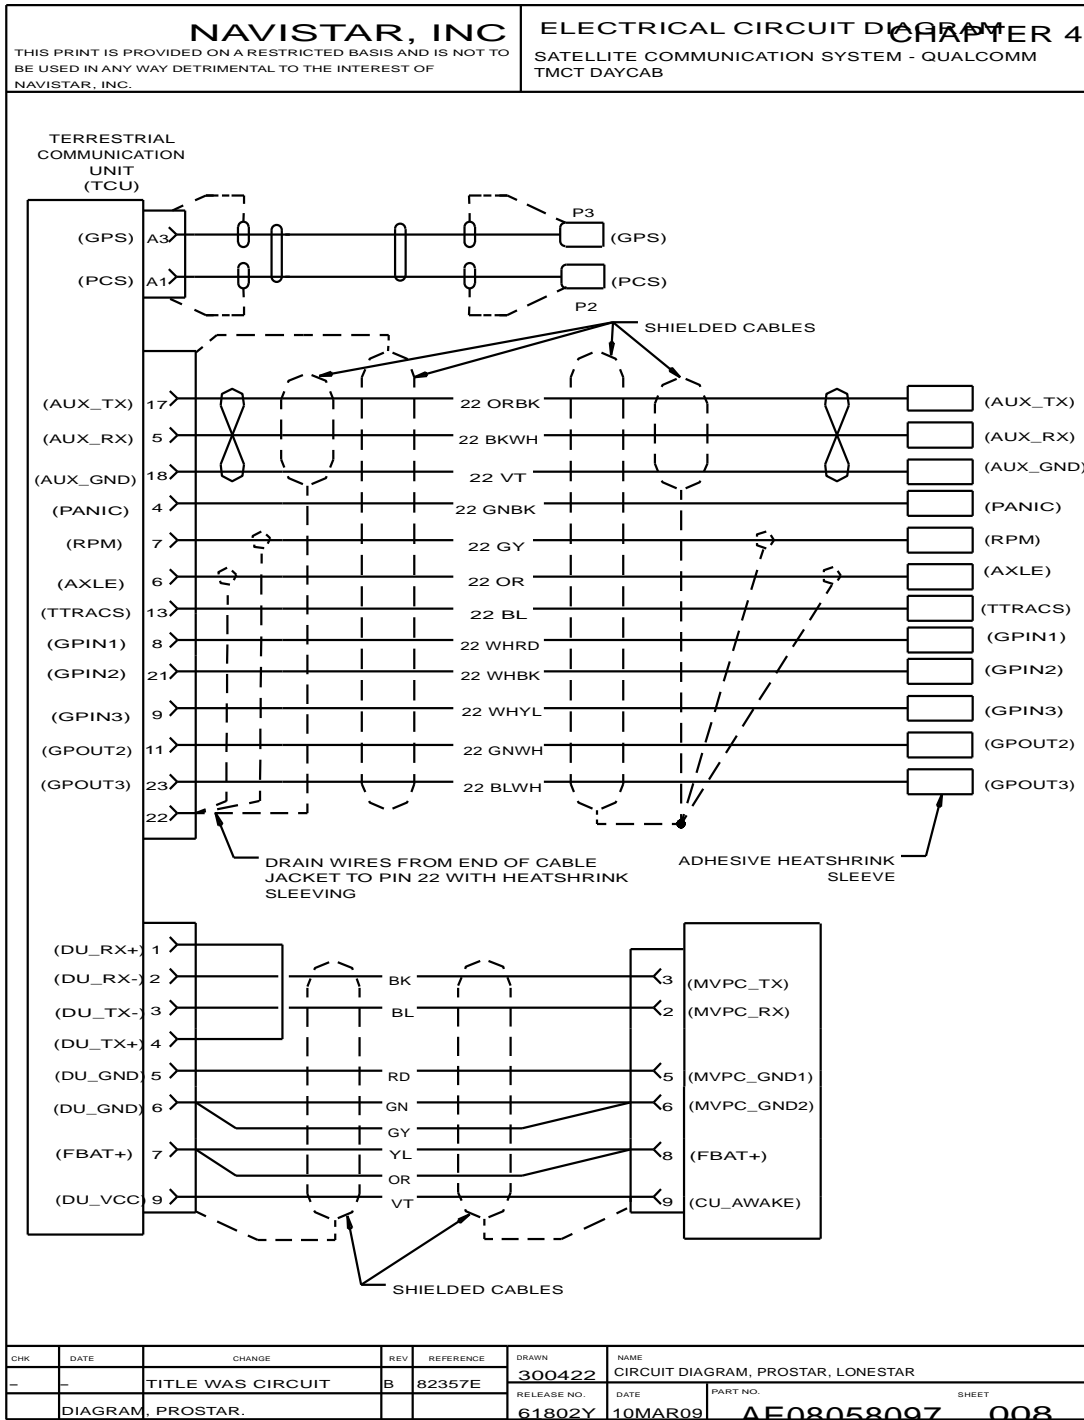 NAVISTAR, INC
THIS PRINT IS PROVIDED ON A RESTRICTED BASIS AND IS NOT TO
BE USED IN ANY WAY DETRIMENTAL TO THE INTEREST OF
NAVISTAR, INC.
ELECTRICAL CIRCUIT DIAGRAM
CHAPTER 4
SATELLITE COMMUNICATION SYSTEM - QUALCOMM
TMCT DAYCAB
TERRESTRIAL
COMMUNICATION
UNIT
(TCU)
P3
(GPS) A3 (GPS)
(PCS) A1 (PCS)
P2
SHIELDED CABLES
(AUX_TX) 17 22 ORBK (AUX_TX)
(AUX_RX) 5 22 BKWH (AUX_RX)
(AUX_GND) 18 22 VT (AUX_GND)
(PANIC) 4 22 GNBK (PANIC)
(RPM) 7 22 GY (RPM)
(AXLE) 6 22 OR (AXLE)
(TTRACS) 13 22 BL (TTRACS)
(GPIN1) 8 22 WHRD (GPIN1)
(GPIN2) 21 22 WHBK (GPIN2)
(GPIN3) 9 22 WHYL (GPIN3)
(GPOUT2) 11 22 GNWH (GPOUT2)
(GPOUT3) 23 22 BLWH (GPOUT3)
22
DRAIN WIRES FROM END OF CABLE
JACKET TO PIN 22 WITH HEATSHRINK
SLEEVING
ADHESIVE HEATSHRINK
SLEEVE
(DU_RX+) 1
(DU_RX-) 2 BK 3 (MVPC_TX)
(DU_TX-) 3 BL 2 (MVPC_RX)
(DU_TX+) 4
(DU_GND) 5 RD 5 (MVPC_GND1)
(DU_GND) 6 GN 6 (MVPC_GND2)
GY
(FBAT+) 7 YL 8 (FBAT+)
OR
(DU_VCC) 9 VT 9 (CU_AWAKE)
SHIELDED CABLES
CHK DATE CHANGE REV REFERENCE DRAWN NAME
- - TITLE WAS CIRCUIT B 82357E 300422 CIRCUIT DIAGRAM, PROSTAR, LONESTAR
DIAGRAM, PROSTAR.
RELEASE NO. DATE PART NO. SHEET
61802Y 10MAR09 AE08058097 008